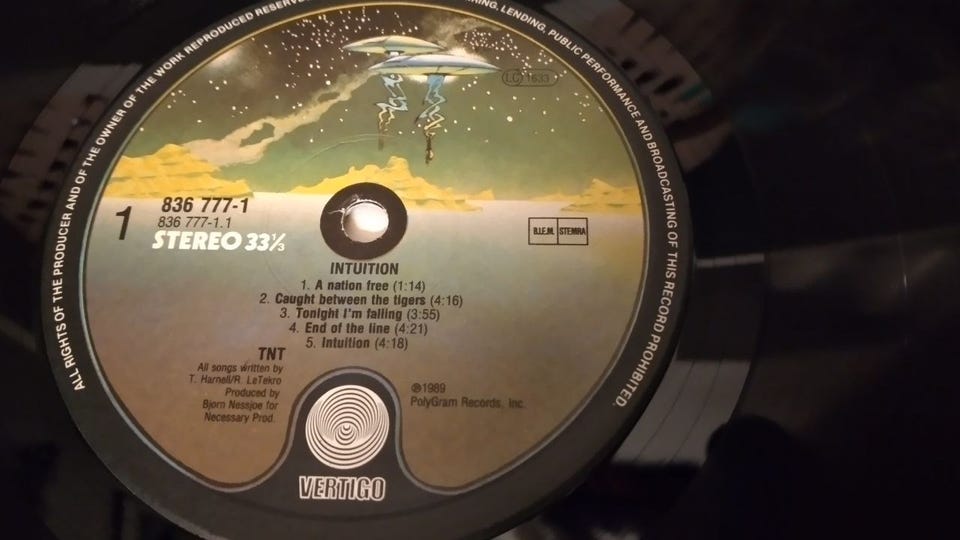 ALL RIGHTS OF THE PRODUCER AND OF THE OWNER OF THE WORK REPRODUCED RESERVED
LENDING, PUBLIC PERFORMANCE AND BROADCASTING OF THIS RECORD PROHIBITED.
LC 1633
1
836 777-1
836 777-1.1
STEREO 33⅓
B.I.E.M. STEMRA
INTUITION
1. A nation free (1:14)
2. Caught between the tigers (4:16)
3. Tonight I'm falling (3:55)
4. End of the line (4:21)
5. Intuition (4:18)
TNT
All songs written by
T. Harnell/R. LeTekro
Produced by
Bjorn Nessjoe for
Necessary Prod.
℗1989
PolyGram Records, Inc.
VERTIGO